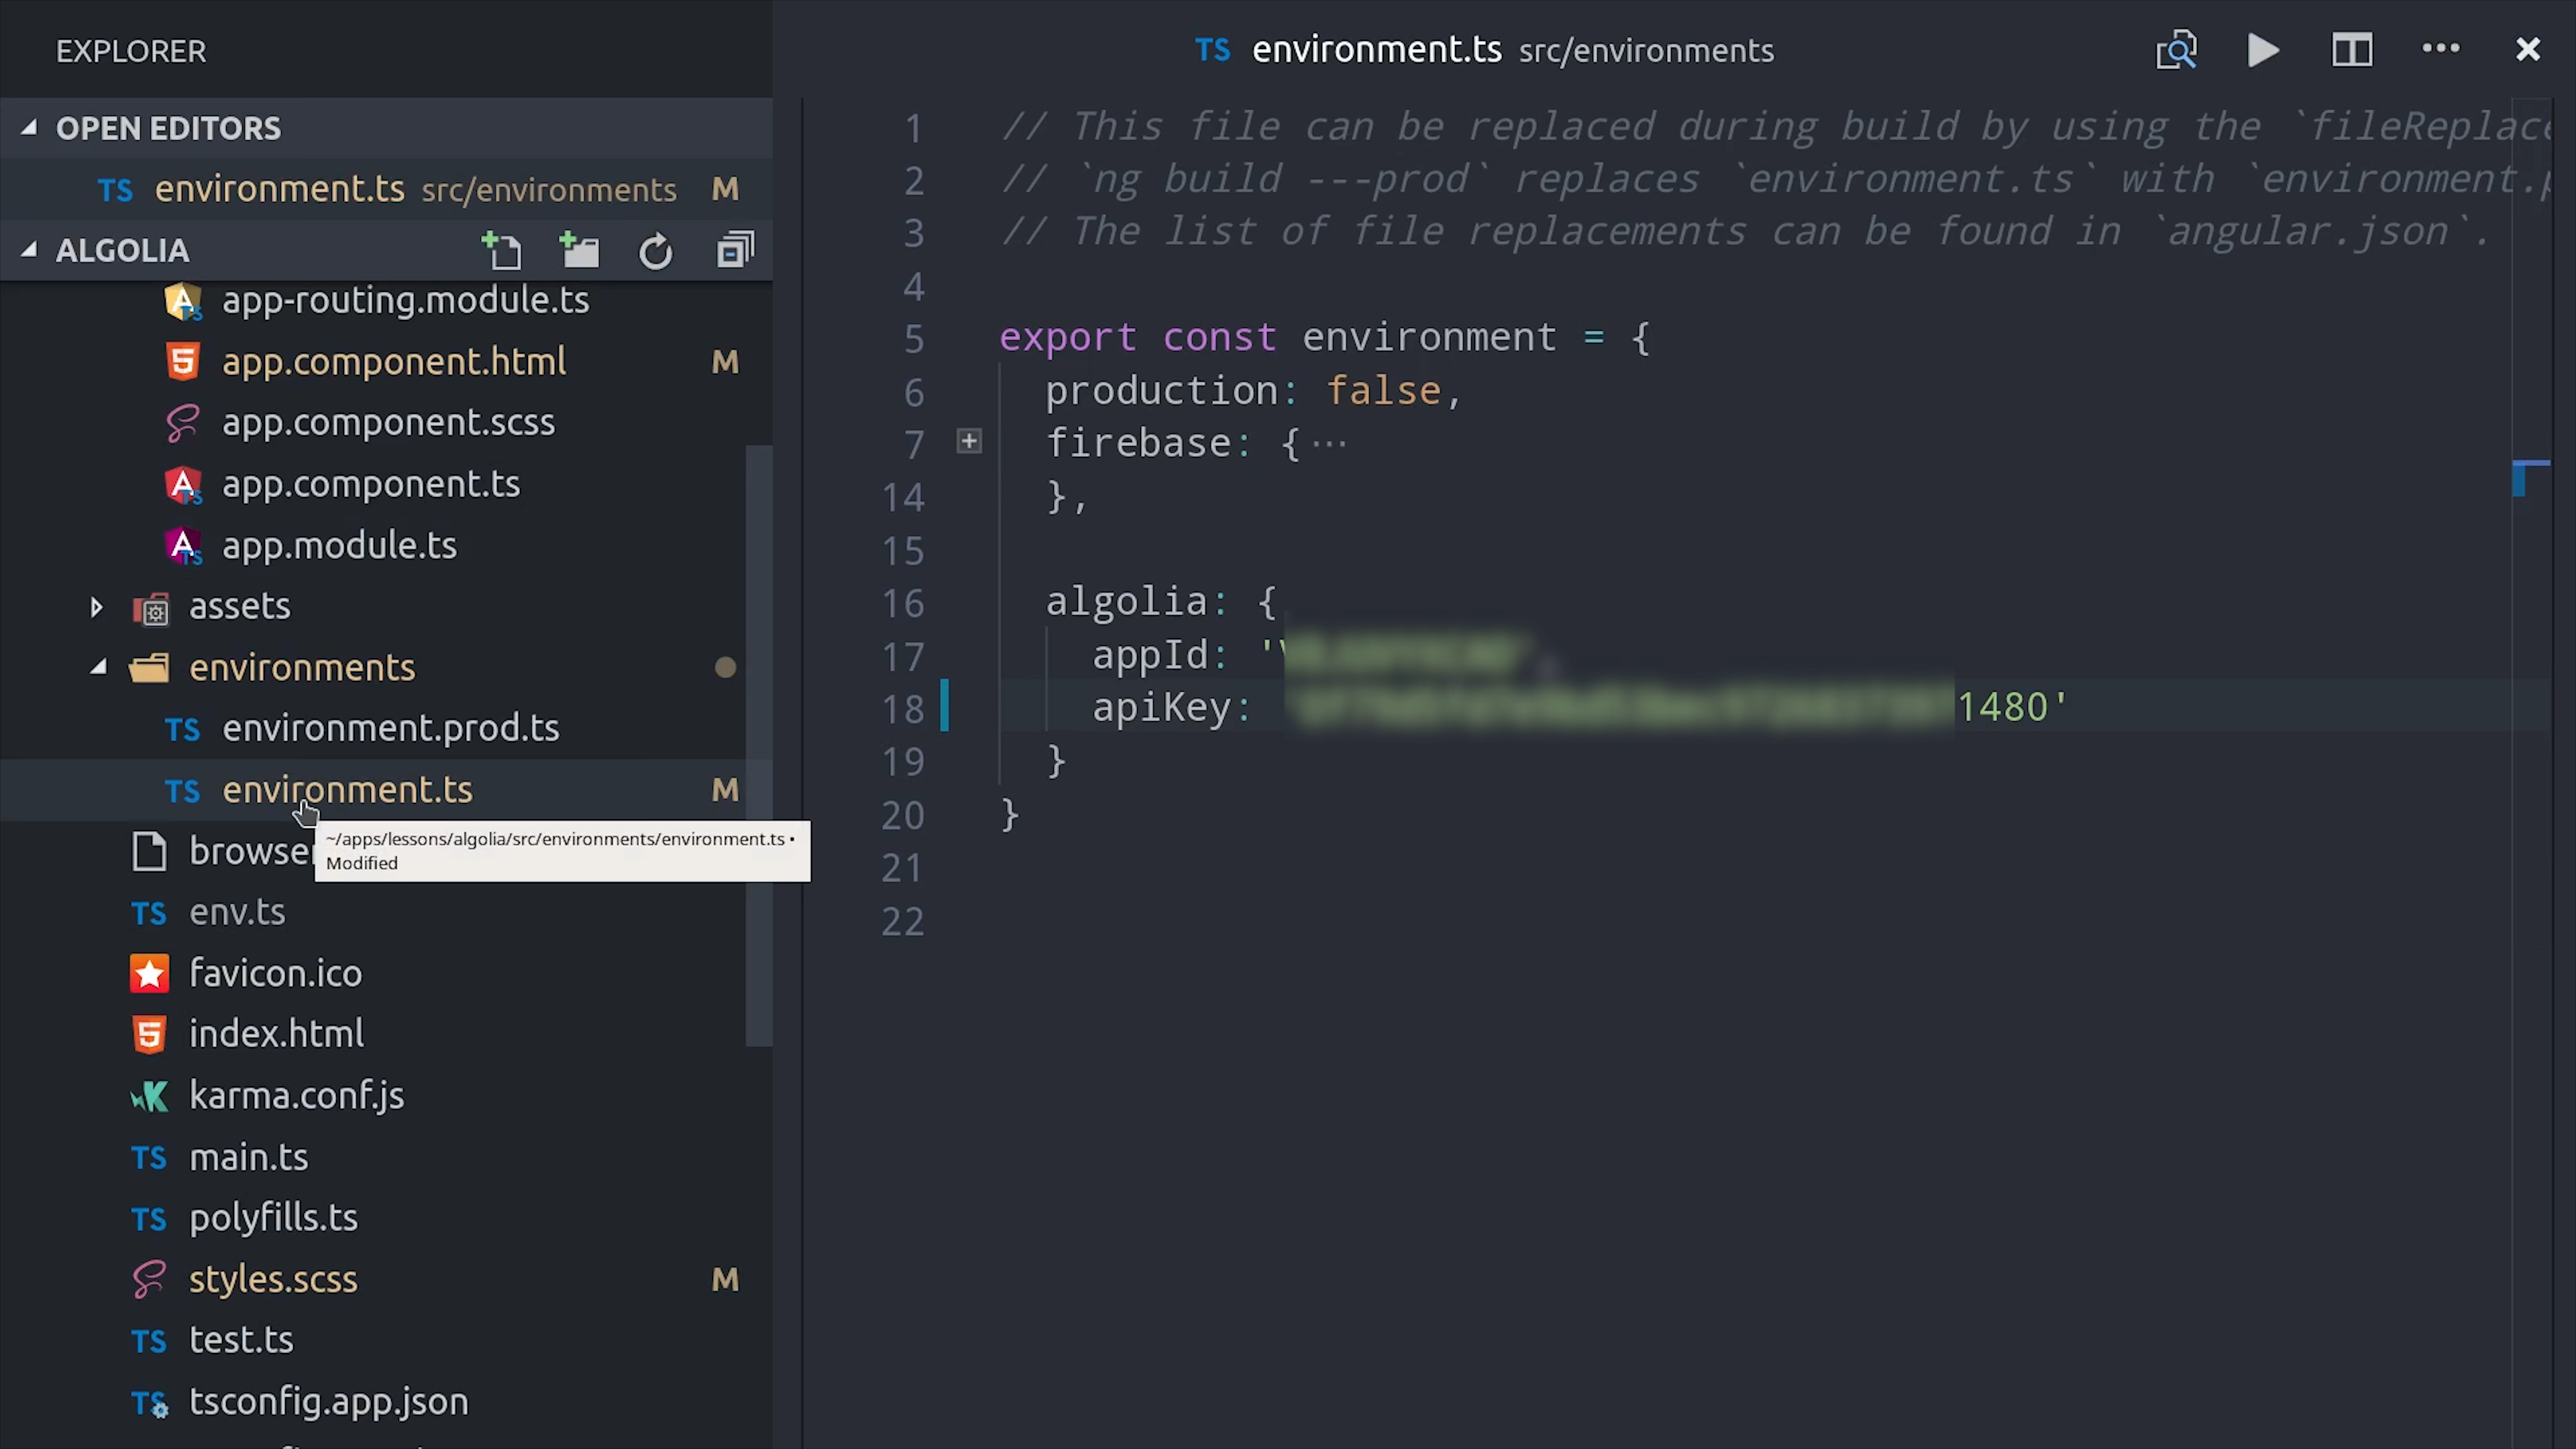 EXPLORER
OPEN EDITORS
TS environment.ts src/environments M
ALGOLIA
app-routing.module.ts
app.component.html M
app.component.scss
app.component.ts
app.module.ts
assets
environments
TS environment.prod.ts
TS environment.ts M
~/apps/lessons/algolia/src/environments/environment.ts •
Modified
TS env.ts
favicon.ico
index.html
karma.conf.js
TS main.ts
TS polyfills.ts
styles.scss M
TS test.ts
tsconfig.app.json
TS environment.ts src/environments
1 // This file can be replaced during build by using the `fileReplac
2 // `ng build ---prod` replaces `environment.ts` with `environment.
3 // The list of file replacements can be found in `angular.json`.
4
5 export const environment = {
6 production: false,
7 firebase: { ···
14 },
15
16 algolia: {
17 appId: '
18 apiKey: 1480'
19 }
20 }
21
22